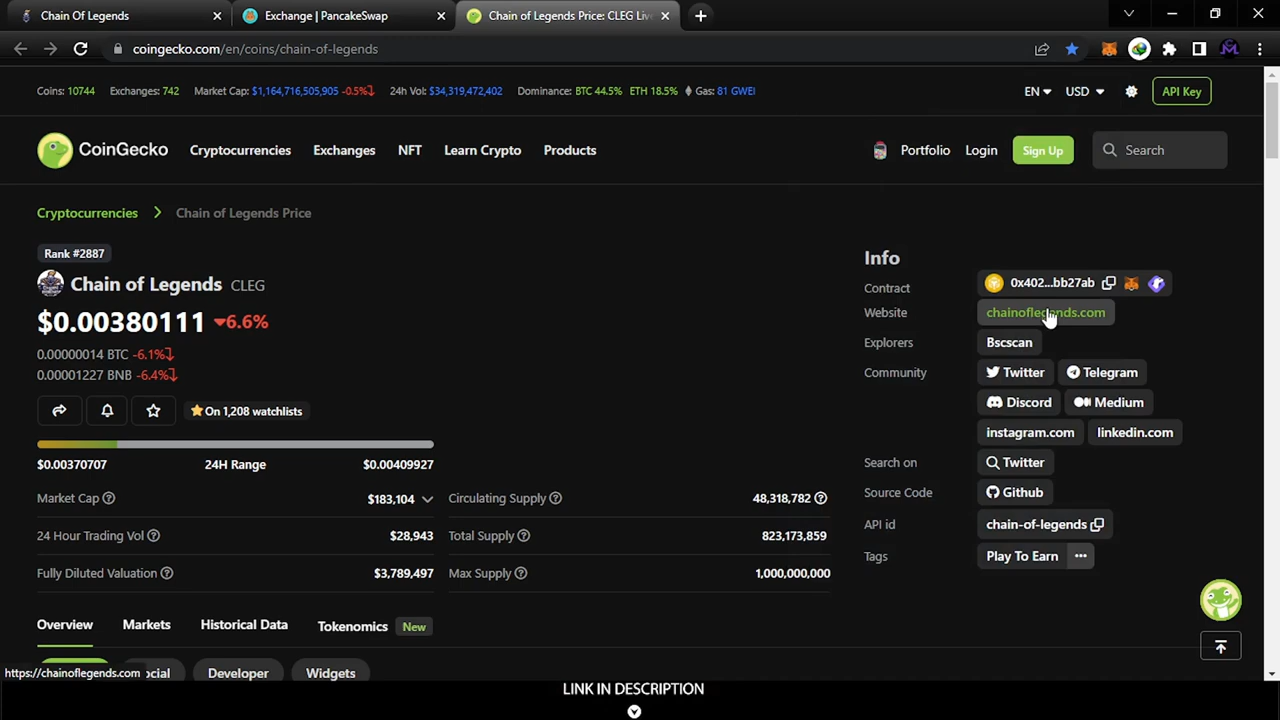 Chain Of Legends
Exchange | PancakeSwap
Chain of Legends Price: CLEG Live
coingecko.com/en/coins/chain-of-legends
Coins: 10744 Exchanges: 742 Market Cap: $1,164,716,505,905 -0.5% 24h Vol: $34,319,472,402 Dominance: BTC 44.5% ETH 18.5% Gas: 81 GWEI
EN USD API Key
CoinGecko Cryptocurrencies Exchanges NFT Learn Crypto Products Portfolio Login Sign Up Search
Cryptocurrencies > Chain of Legends Price
Rank #2887
Chain of Legends CLEG
$0.00380111 6.6%
0.00000014 BTC -6.1%
0.00001227 BNB -6.4%
On 1,208 watchlists
$0.00370707 24H Range $0.00409927
Market Cap $183,104
Circulating Supply 48,318,782
24 Hour Trading Vol $28,943
Total Supply 823,173,859
Fully Diluted Valuation $3,789,497
Max Supply 1,000,000,000
Info
Contract 0x402...bb27ab
Website chainoflegends.com
Explorers Bscscan
Community Twitter Telegram
Discord Medium
instagram.com linkedin.com
Search on Twitter
Source Code Github
API id chain-of-legends
Tags Play To Earn ...
Overview Markets Historical Data Tokenomics New
https://chainoflegends.com ocial Developer Widgets
LINK IN DESCRIPTION